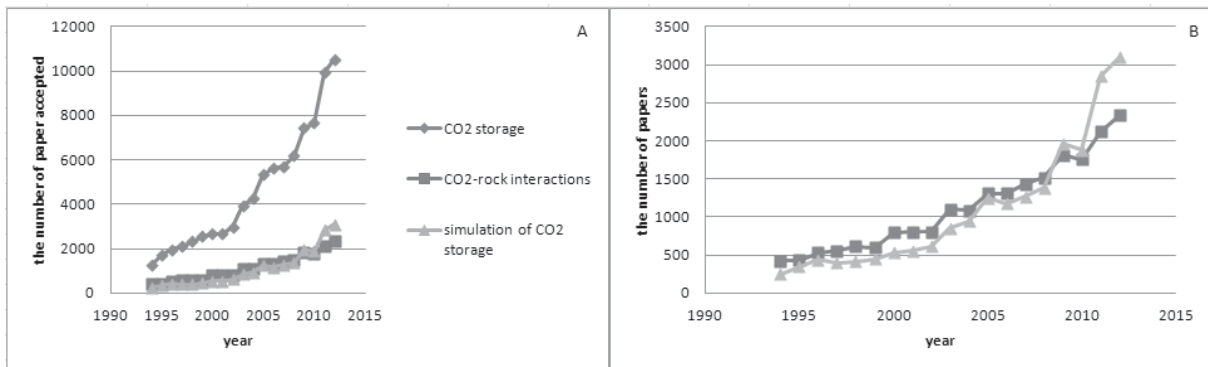 A
the number of paper accepted
12000
10000
8000
6000
4000
2000
0
1990
1995
2000
2005
2010
2015
year
CO2 storage
CO2-rock interactions
simulation of CO2
storage
B
the number of papers
3500
3000
2500
2000
1500
1000
500
0
1990
1995
2000
2005
2010
2015
year